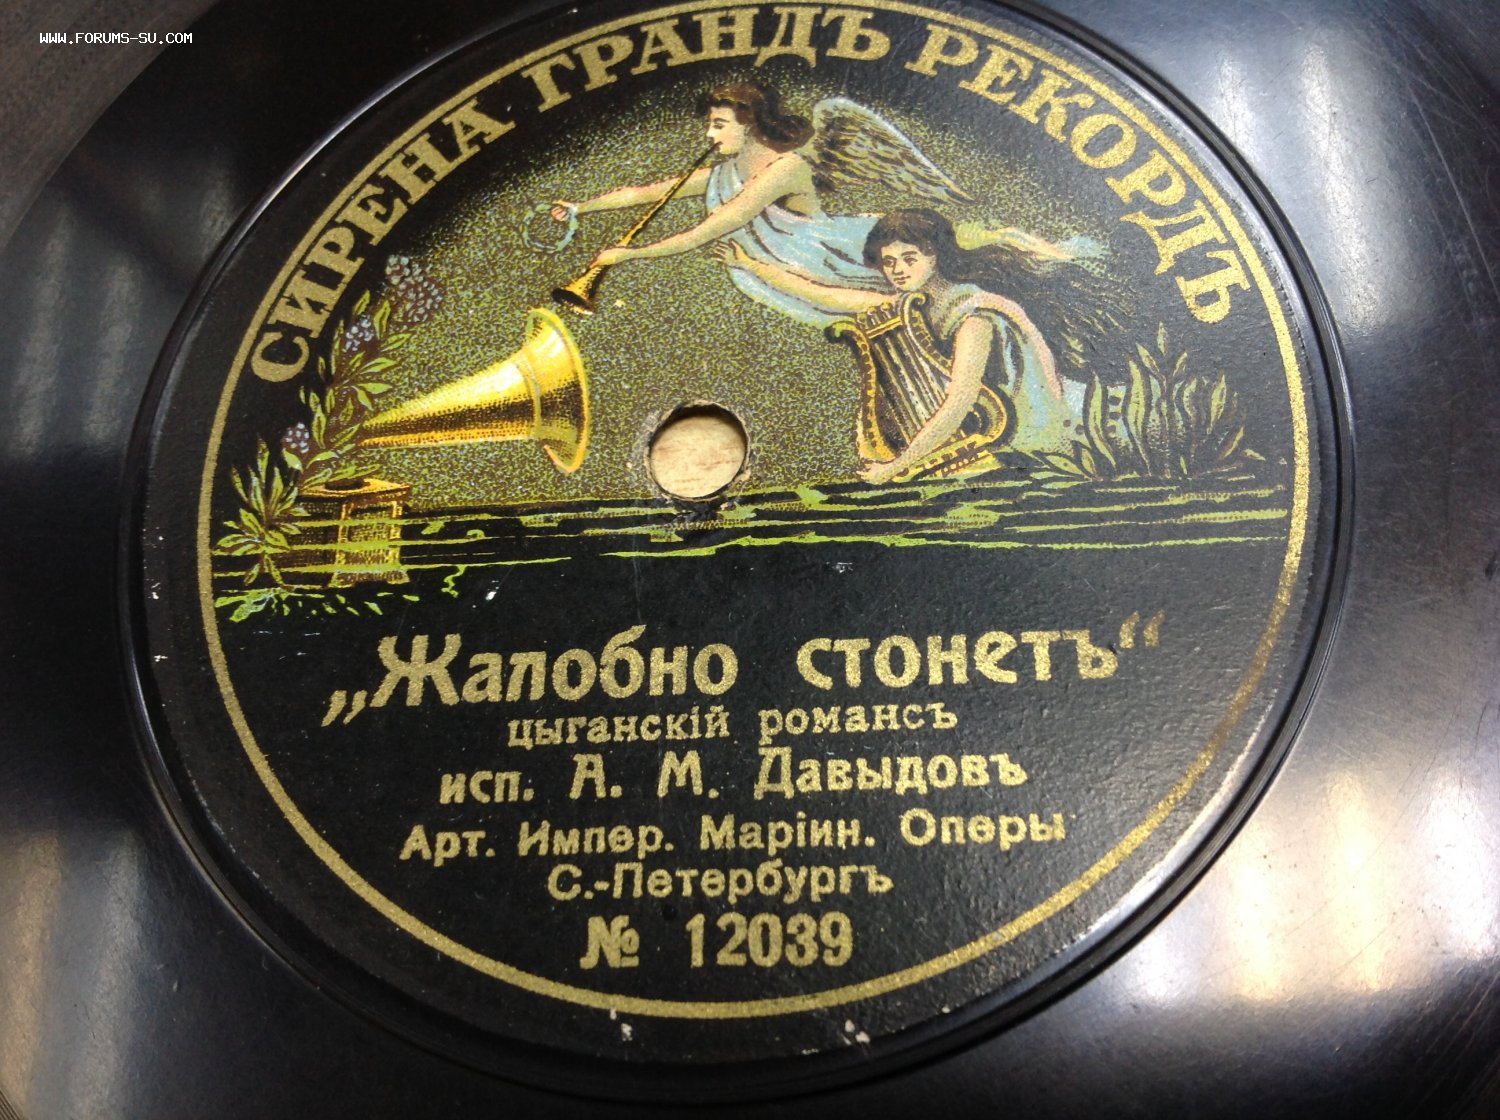 WWW.FORUMS-SU.COM
СИРЕНА ГРАНДЪ РЕКОРДЪ
„Жалобно стонетъ“
цыганскій романсъ
исп. А. М. Давыдовъ
Арт. Импер. Маріин. Оперы
С.-Петербургъ
№ 12039